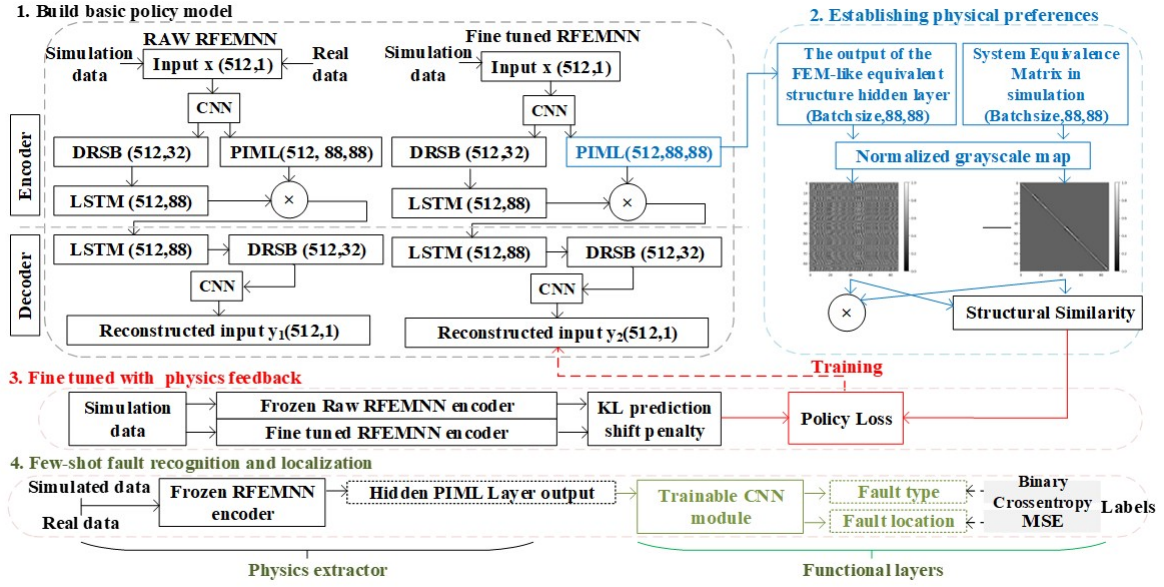 1. Build basic policy model
RAW RFEMNN
Simulation
data
Input x (512,1)
Real
data
CNN
DRSB (512,32)
PIML(512, 88,88)
LSTM (512,88)
×
Encoder
LSTM (512,88)
DRSB (512,32)
CNN
Reconstructed input y₁(512,1)
Decoder
Fine tuned RFEMNN
Simulation
data
Input x (512,1)
CNN
DRSB (512,32)
PIML(512,88,88)
LSTM (512,88)
×
LSTM (512,88)
DRSB (512,32)
CNN
Reconstructed input y₂(512,1)
2. Establishing physical preferences
The output of the
FEM-like equivalent
structure hidden layer
(Batchsize,88,88)
System Equivalence
Matrix in
simulation
(Batchsize,88,88)
Normalized grayscale map
×
Structural Similarity
3. Fine tuned with physics feedback
Training
Simulation
data
Frozen Raw RFEMNN encoder
Fine tuned RFEMNN encoder
KL prediction
shift penalty
Policy Loss
4. Few-shot fault recognition and localization
Simulated data
Real data
Frozen RFEMNN
encoder
Hidden PIML Layer output
Trainable CNN
module
Fault type
Fault location
Binary
Crossentropy
MSE
Labels
Physics extractor
Functional layers